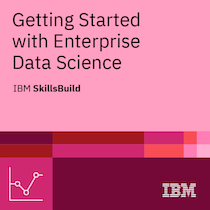 Getting Started
with Enterprise
Data Science
IBM SkillsBuild
IBM